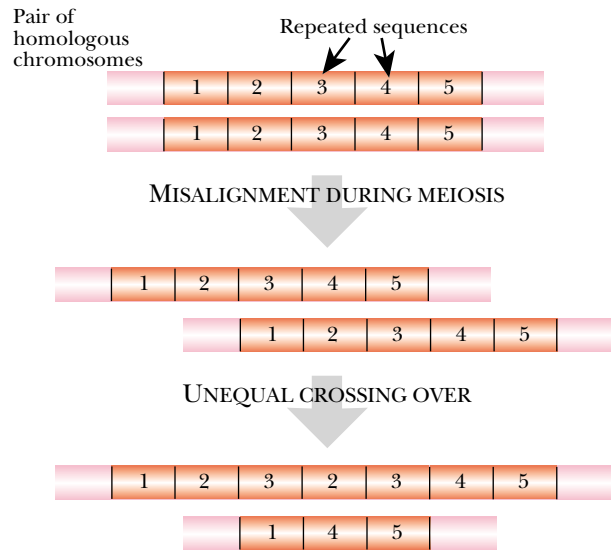 Pair of
homologous
chromosomes
Repeated sequences
1 2 3 4 5
1 2 3 4 5
MISALIGNMENT DURING MEIOSIS
1 2 3 4 5
1 2 3 4 5
UNEQUAL CROSSING OVER
1 2 3 2 3 4 5
1 4 5